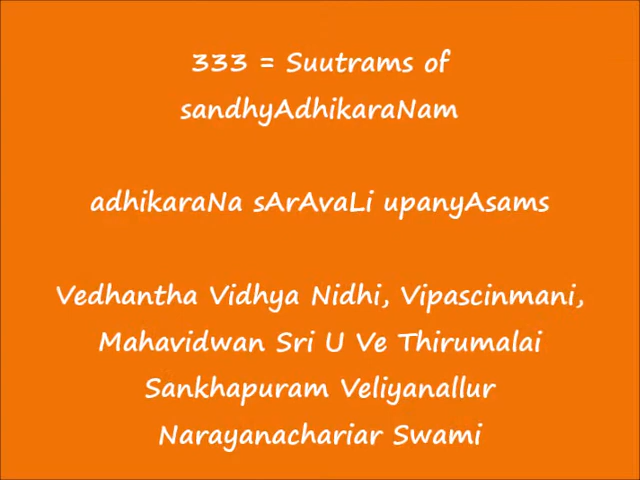 333 = Suutrams of
sandhyAdhikaraNam
adhikaraNa sArAvaLi upanyAsams
Vedhantha Vidhya Nidhi, Vipascinmani,
Mahavidwan Sri U Ve Thirumalai
Sankhapuram Veliyanallur
Narayanachariar Swami